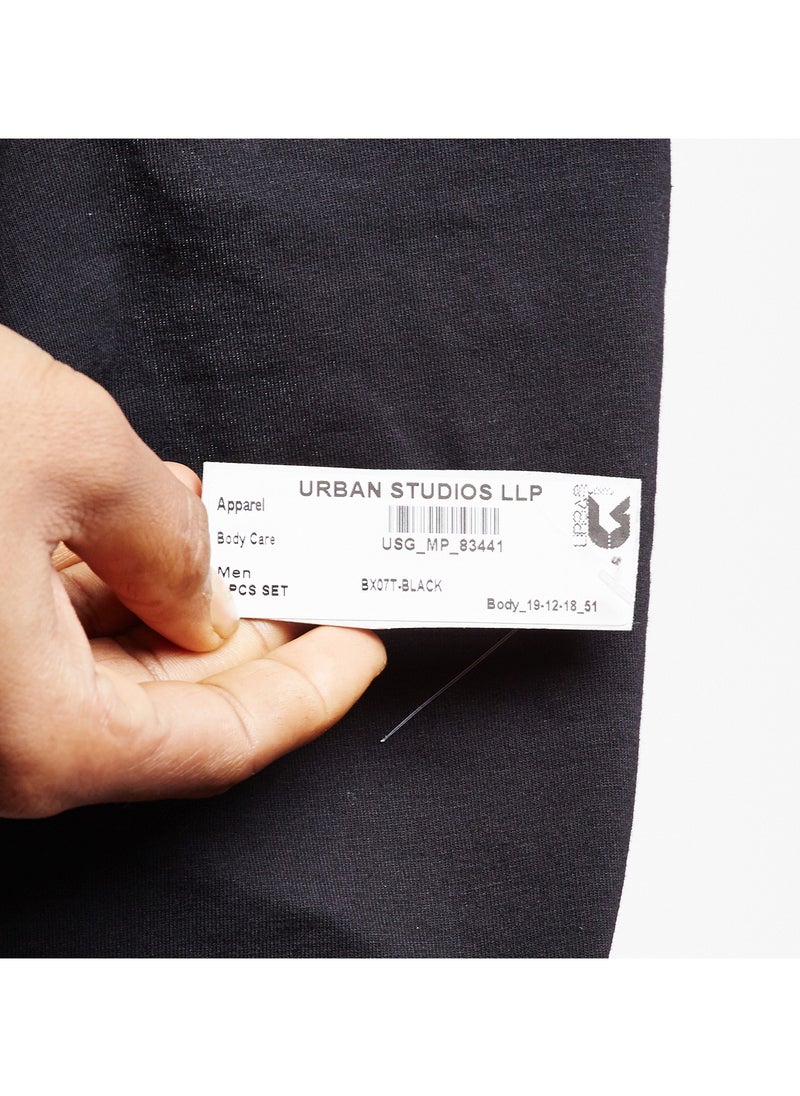 URBAN STUDIOS LLP
Apparel
Body Care
USG_MP_83441
Men
PCS SET
BX07T-BLACK
Body_19-12-18_51